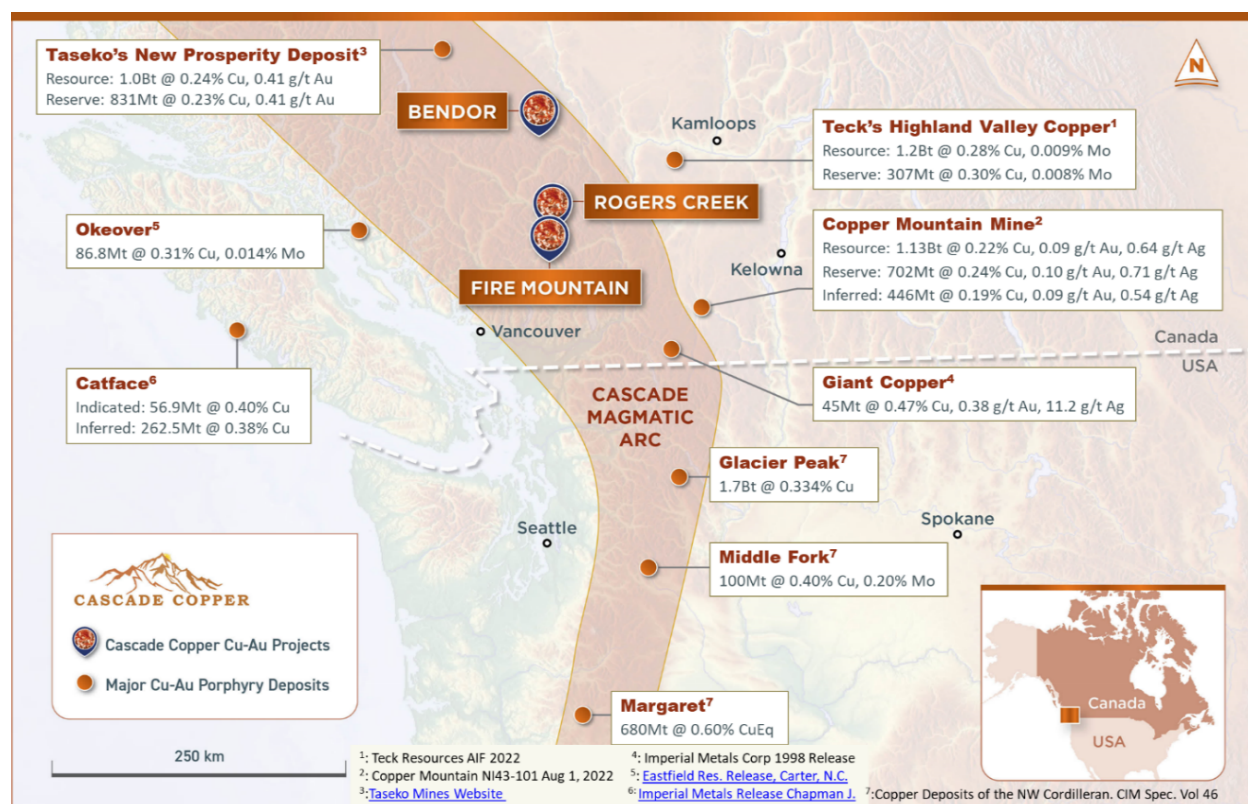 Taseko's New Prosperity Deposit³
Resource: 1.0Bt @ 0.24% Cu, 0.41 g/t Au
Reserve: 831Mt @ 0.23% Cu, 0.41 g/t Au
N
BENDOR
Kamloops
Teck's Highland Valley Copper¹
Resource: 1.2Bt @ 0.28% Cu, 0.009% Mo
Reserve: 307Mt @ 0.30% Cu, 0.008% Mo
ROGERS CREEK
Okeover⁵
86.8Mt @ 0.31% Cu, 0.014% Mo
Copper Mountain Mine²
Resource: 1.13Bt @ 0.22% Cu, 0.09 g/t Au, 0.64 g/t Ag
Reserve: 702Mt @ 0.24% Cu, 0.10 g/t Au, 0.71 g/t Ag
Inferred: 446Mt @ 0.19% Cu, 0.09 g/t Au, 0.54 g/t Ag
Kelowna
FIRE MOUNTAIN
Vancouver
Canada
USA
Catface⁶
Indicated: 56.9Mt @ 0.40% Cu
Inferred: 262.5Mt @ 0.38% Cu
CASCADE
MAGMATIC
ARC
Giant Copper⁴
45Mt @ 0.47% Cu, 0.38 g/t Au, 11.2 g/t Ag
Glacier Peak⁷
1.7Bt @ 0.334% Cu
Seattle
Spokane
Middle Fork⁷
100Mt @ 0.40% Cu, 0.20% Mo
CASCADE COPPER
Cascade Copper Cu-Au Projects
Major Cu-Au Porphyry Deposits
Margaret⁷
680Mt @ 0.60% CuEq
Canada
USA
250 km
¹: Teck Resources AIF 2022
²: Copper Mountain NI43-101 Aug 1, 2022
³:Taseko Mines Website
⁴: Imperial Metals Corp 1998 Release
⁵: Eastfield Res. Release, Carter, N.C.
⁶: Imperial Metals Release Chapman J.
⁷:Copper Deposits of the NW Cordilleran. CIM Spec. Vol 46